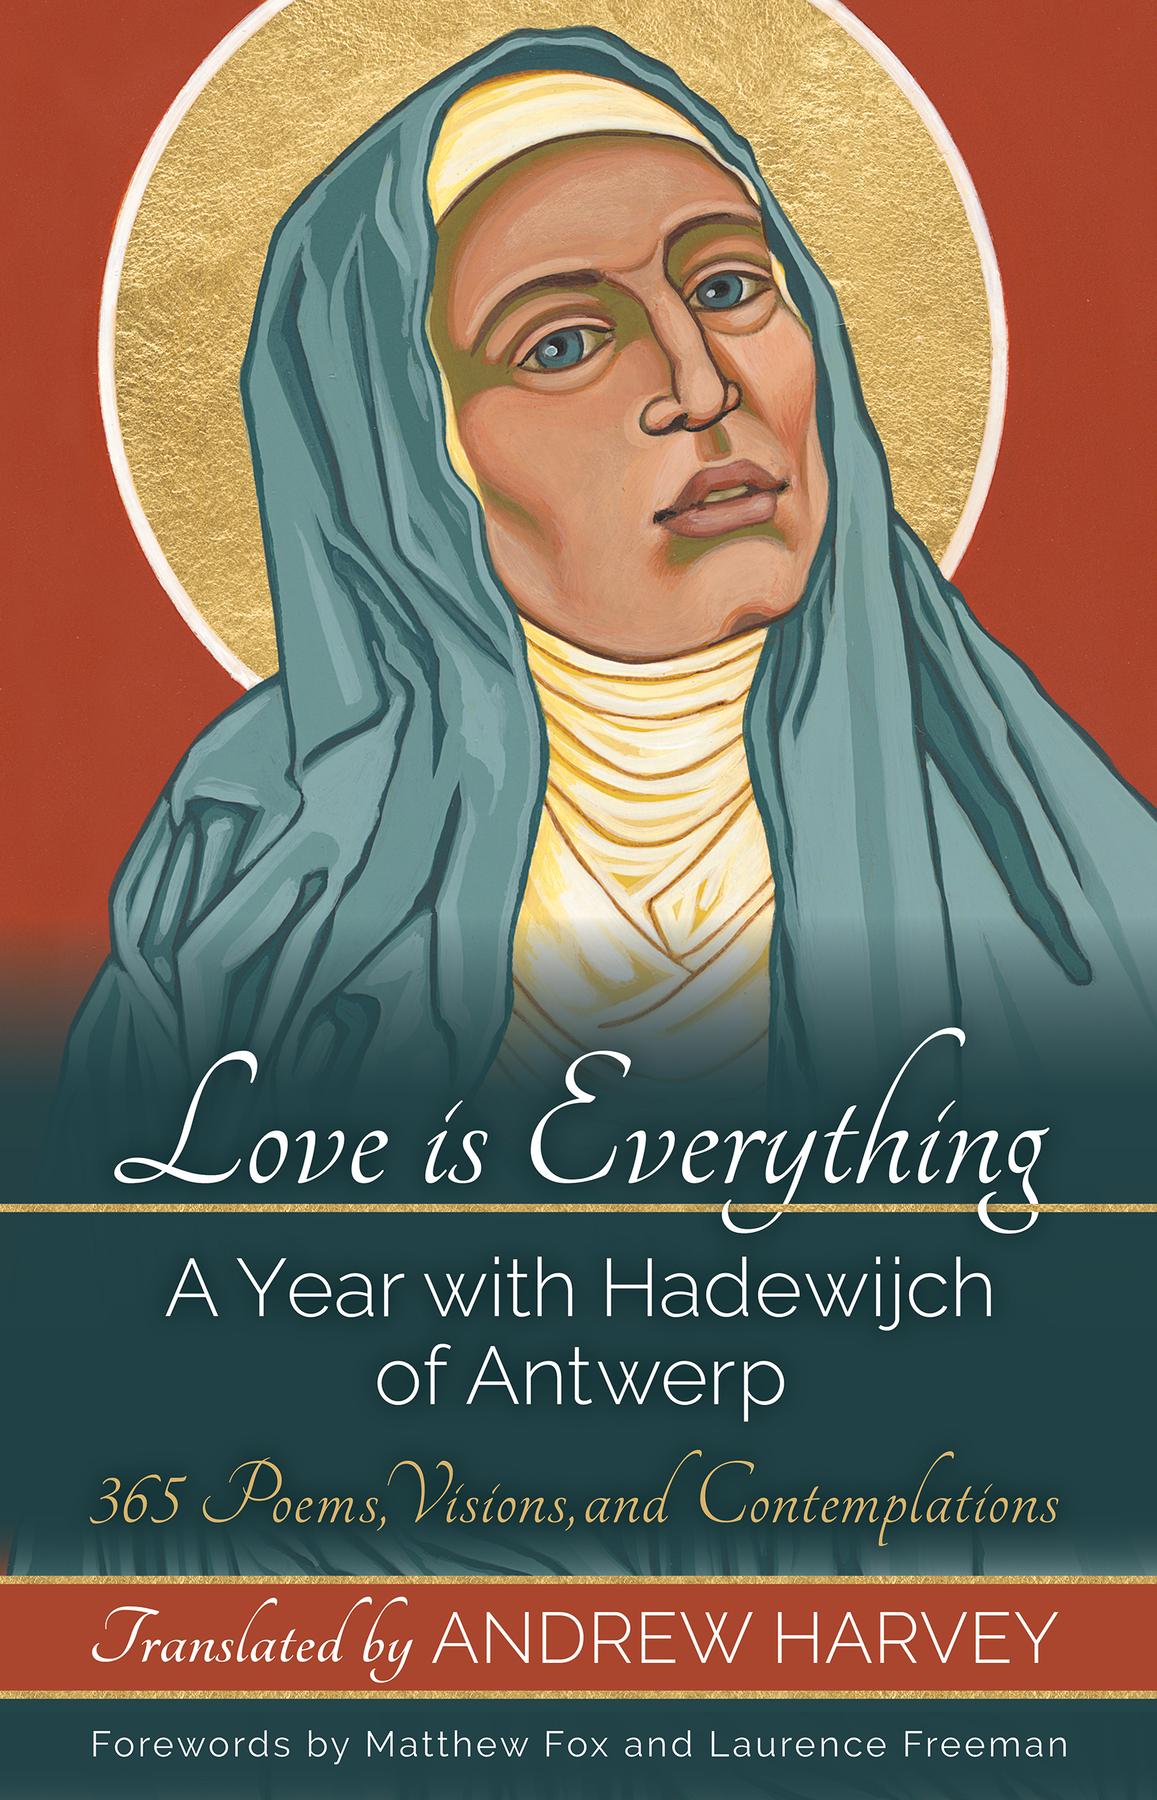 Love is Everything
A Year with Hadewijch
of Antwerp
365 Poems, Visions, and Contemplations
Translated by ANDREW HARVEY
Forewords by Matthew Fox and Laurence Freeman